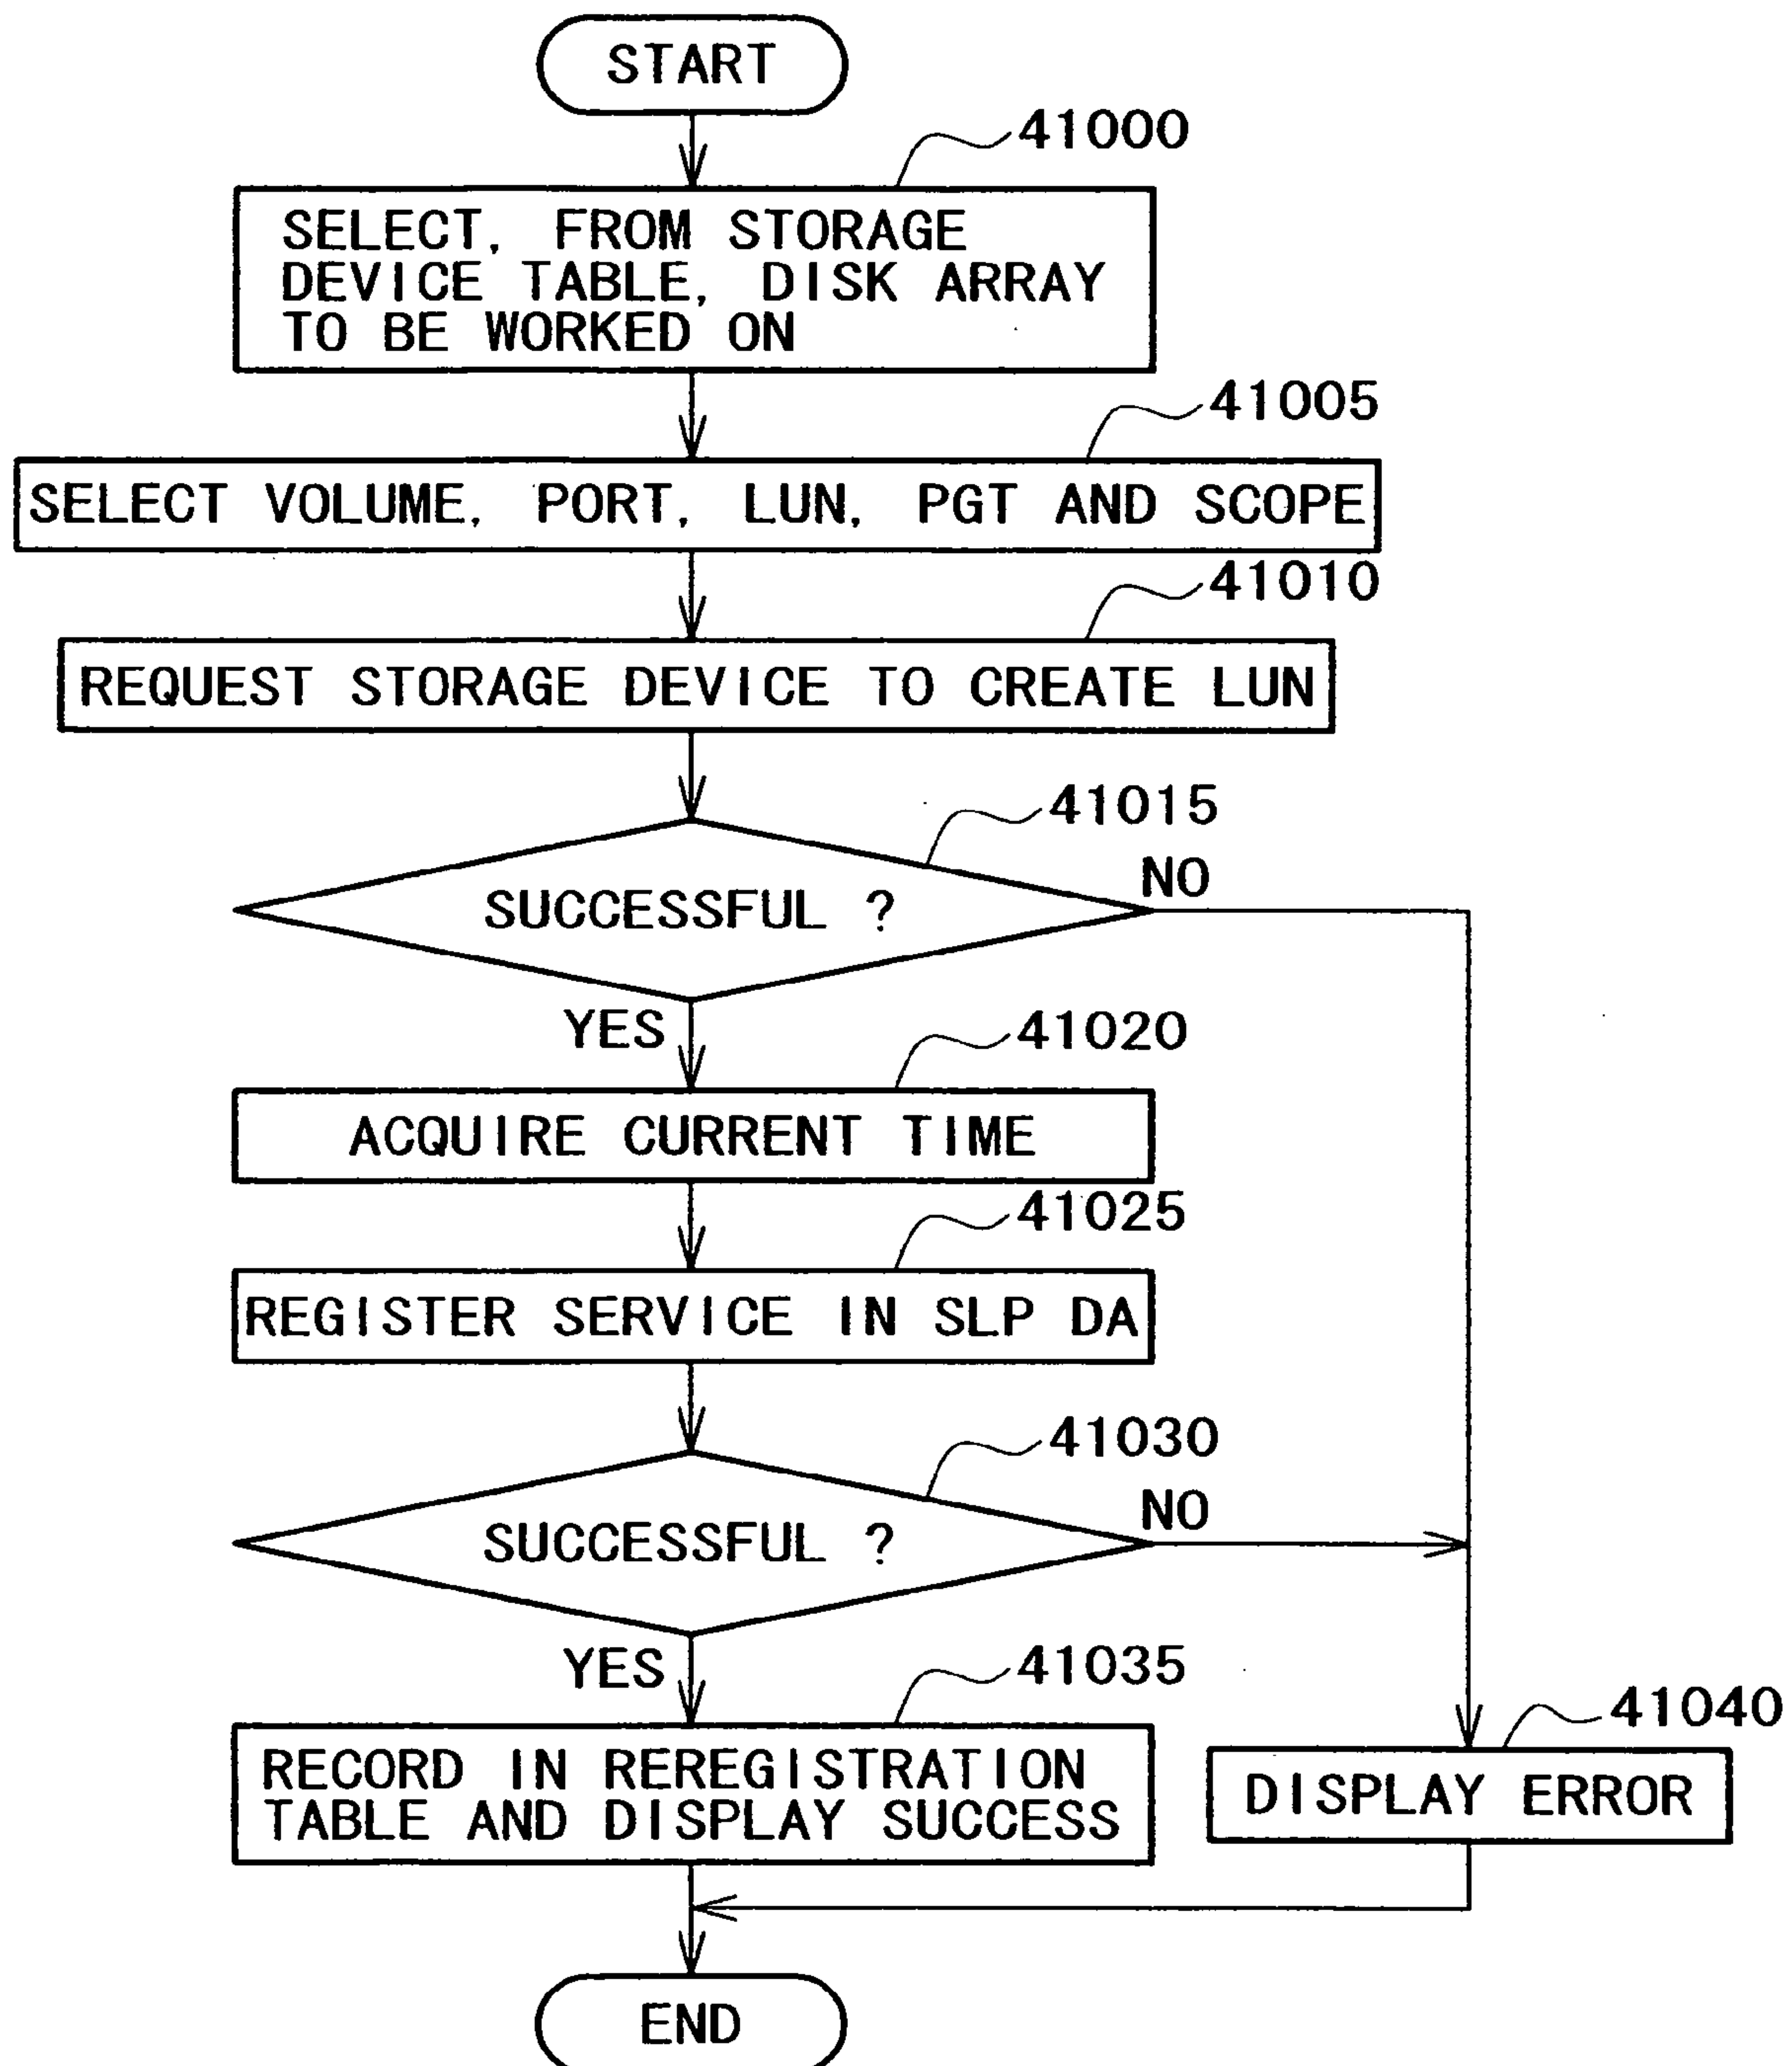 START
41000
SELECT, FROM STORAGE
DEVICE TABLE, DISK ARRAY
TO BE WORKED ON
41005
SELECT VOLUME, PORT, LUN, PGT AND SCOPE
41010
REQUEST STORAGE DEVICE TO CREATE LUN
41015
SUCCESSFUL ?
NO
YES
41020
ACQUIRE CURRENT TIME
41025
REGISTER SERVICE IN SLP DA
41030
SUCCESSFUL ?
NO
YES
41035
RECORD IN REREGISTRATION
TABLE AND DISPLAY SUCCESS
41040
DISPLAY ERROR
END